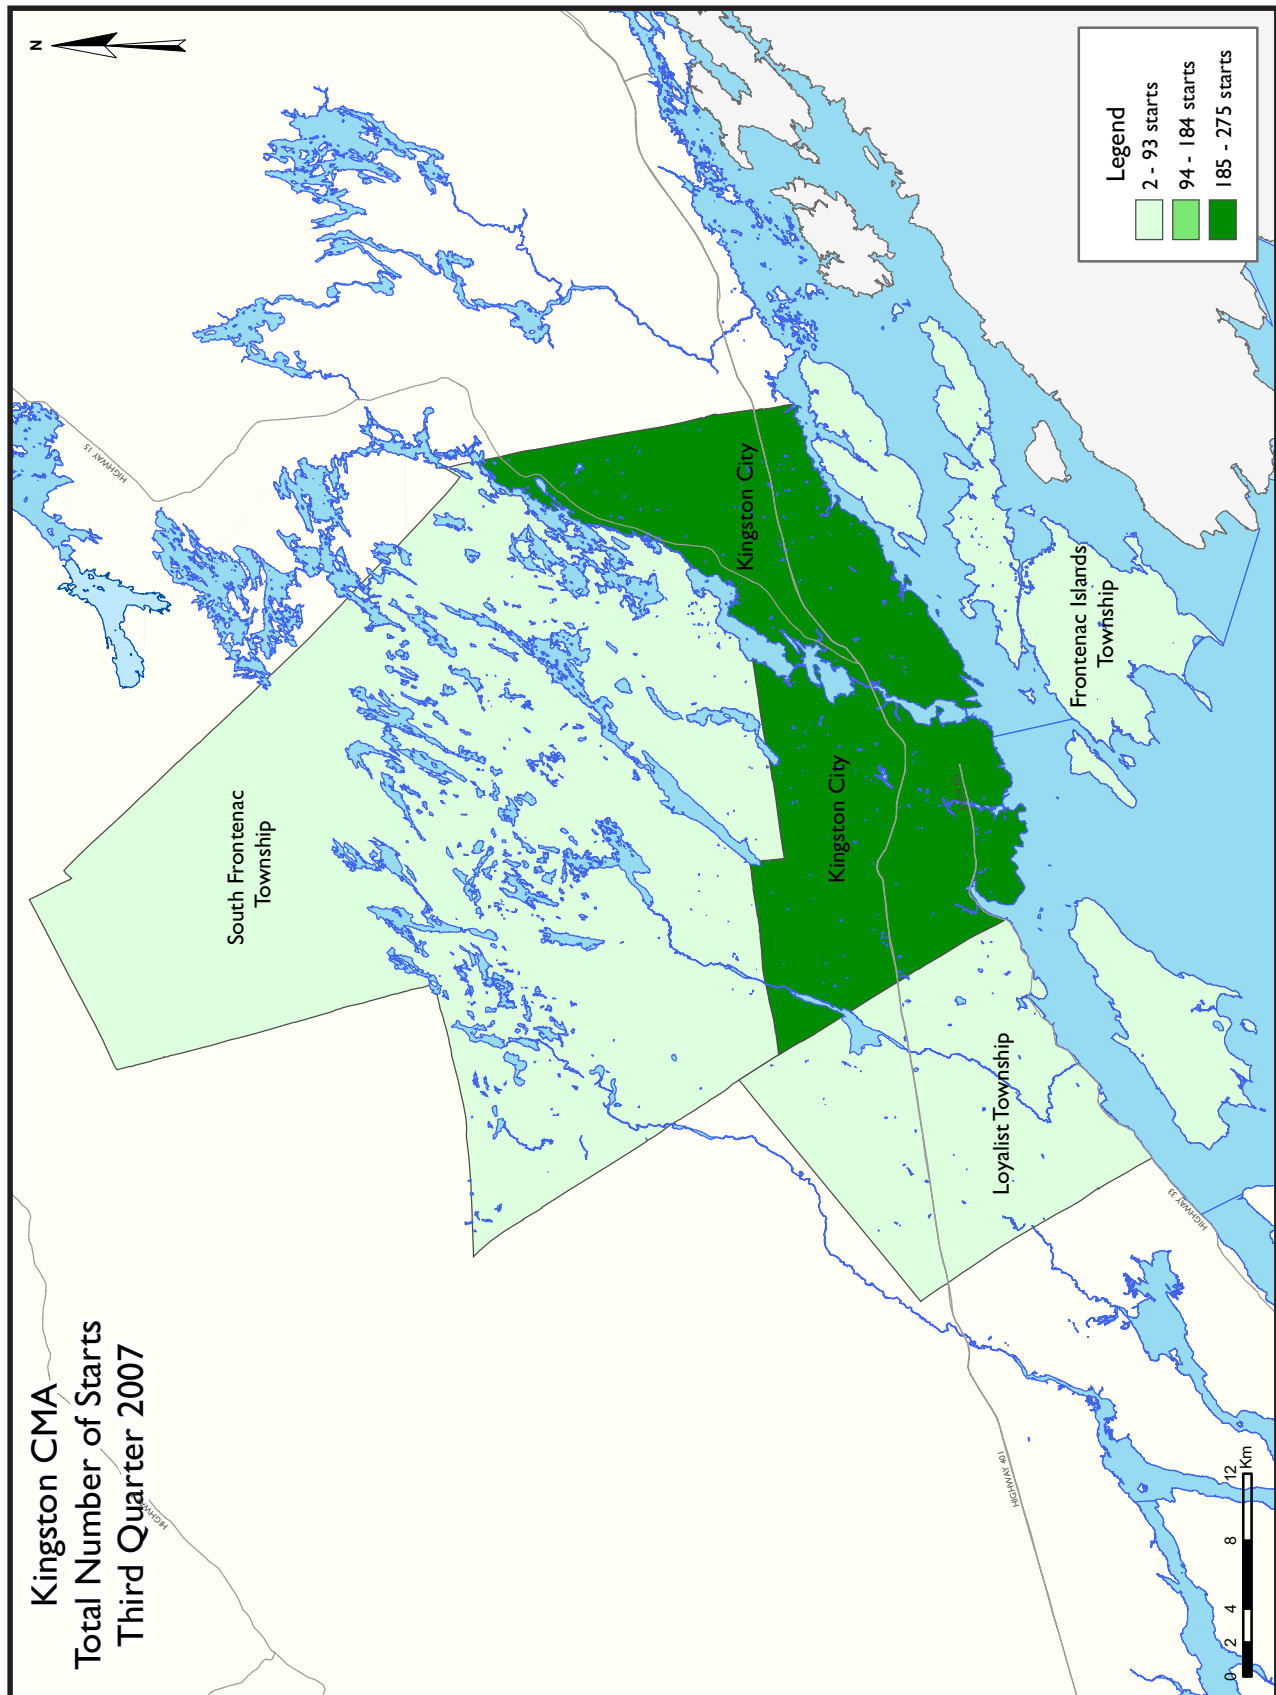 Kingston CMA
Total Number of Starts
Third Quarter 2007
N
HIGHWAY 15
South Frontenac
Township
Kingston City
Kingston City
Frontenac Islands
Township
Loyalist Township
HIGHWAY 33
HIGHWAY 401
HIGHWAY
Legend
2 - 93 starts
94 - 184 starts
185 - 275 starts
0 2 4 8 12
Km